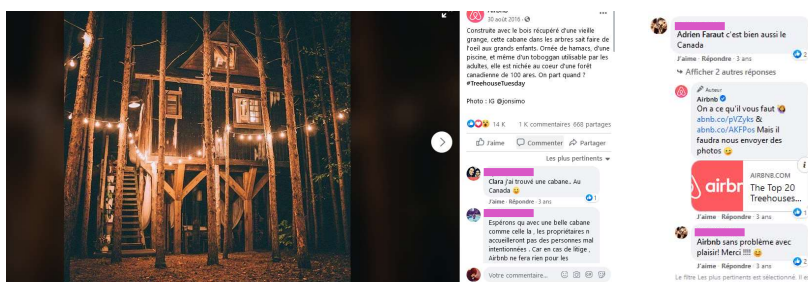 30 août 2016 ·
Construite avec le bois récupéré d'une vieille
grange, cette cabane dans les arbres sait faire de
l'oeil aux grands enfants. Ornée de hamacs, d'une
piscine, et même d'un toboggan utilisable par les
adultes, elle est nichée au coeur d'une forêt
canadienne de 100 ares. On part quand ?
#TreehouseTuesday
Photo : IG @jonsimo
14 K 1 K commentaires 668 partages
J'aime Commenter Partager
Les plus pertinents
Clara j'ai trouvé une cabane.. Au
Canada
1
J'aime · Répondre · 3 ans
Espérons qu avec une belle cabane
comme celle la , les propriétaires n
accueilleront pas des personnes mal
intentionnées . Car en cas de litige ,
Airbnb ne fera rien pour les
Votre commentaire...
GIF
Adrien Faraut c'est bien aussi le
Canada
2
J'aime · Répondre · 3 ans
Afficher 2 autres réponses
Auteur
Airbnb
On a ce qu'il vous faut
abnb.co/pVZyks &
abnb.co/AKFPos Mais il
faudra nous envoyer des
photos
airbr
AIRBNB.COM
The Top 20
Treehouses...
i
1
J'aime · Répondre · 3 ans
Airbnb sans problème avec
plaisir! Merci !!!!
2
J'aime · Répondre · 3 ans
Le filtre Les plus pertinents est sélectionné. Il es